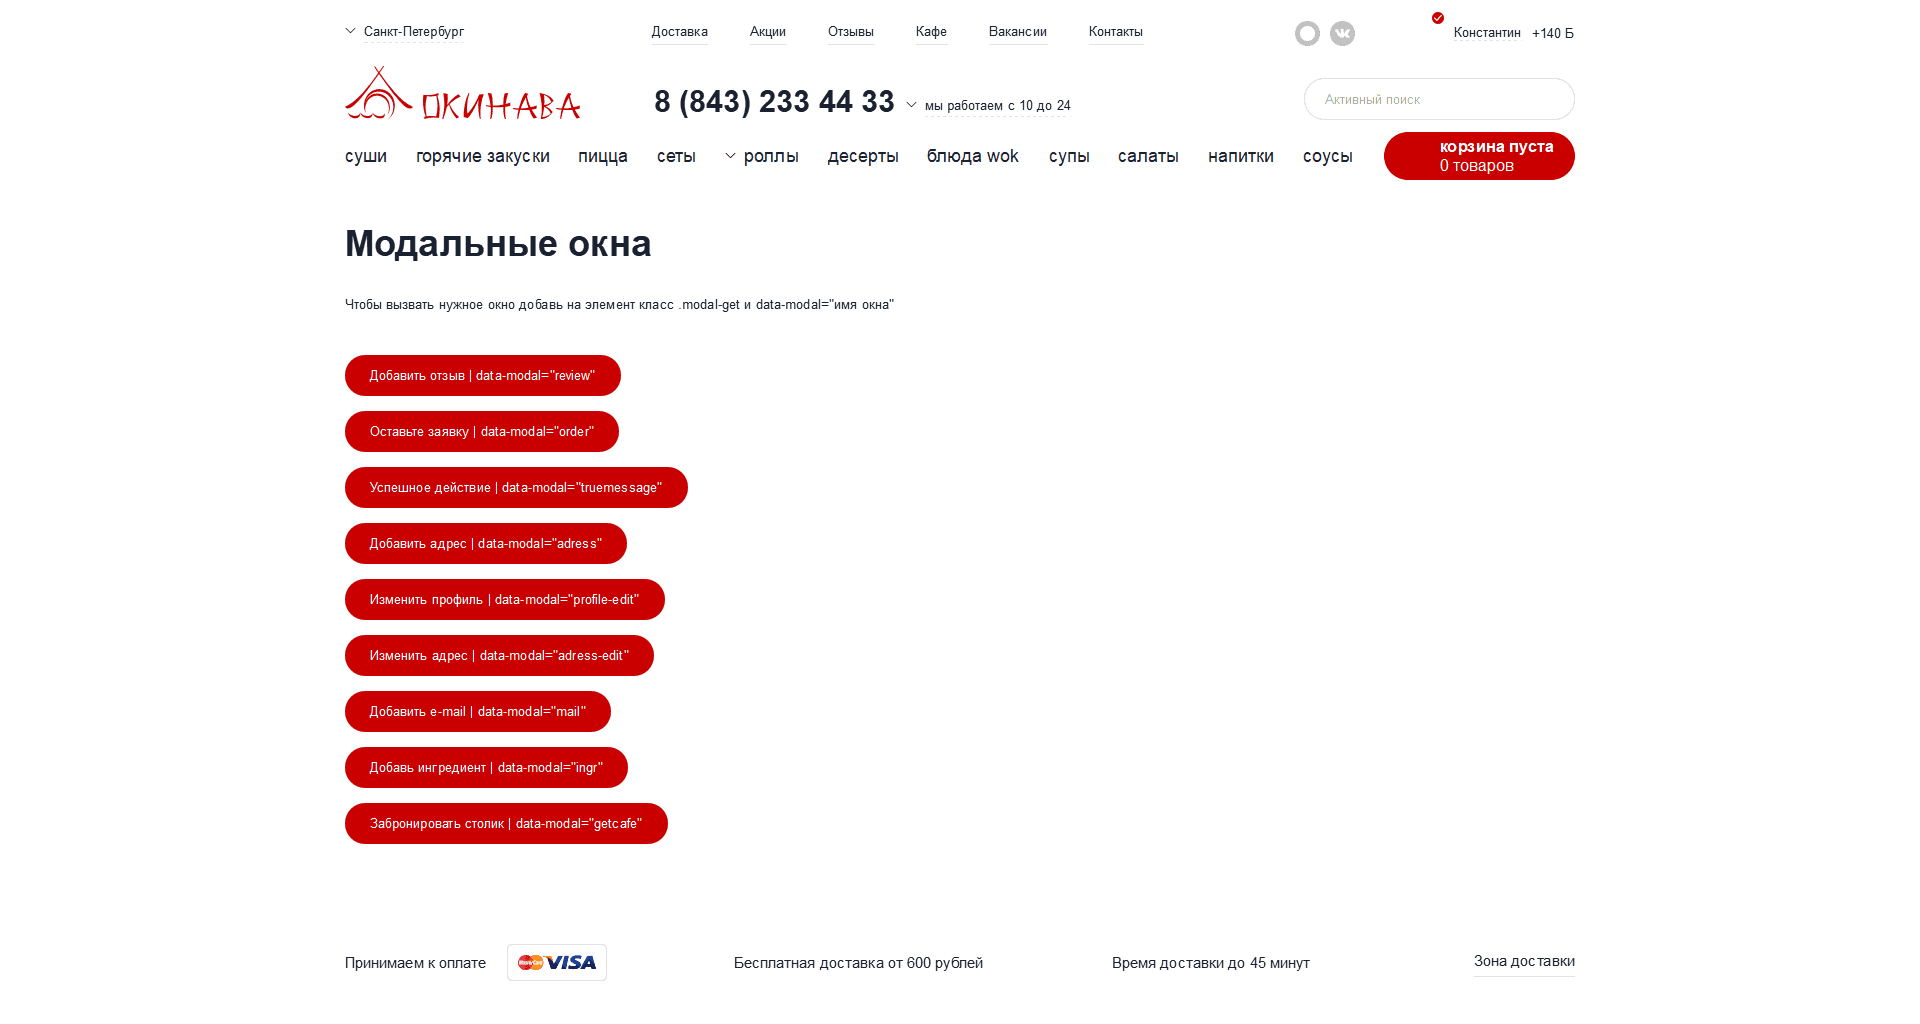 Санкт-Петербург
Доставка Акции Отзывы Кафе Вакансии Контакты
Константин +140 Б
ОКИНАВА
8 (843) 233 44 33 мы работаем с 10 до 24
Активный поиск
суши горячие закуски пицца сеты роллы десерты блюда wok супы салаты напитки соусы
корзина пуста
0 товаров
Модальные окна
Чтобы вызвать нужное окно добавь на элемент класс .modal-get и data-modal="имя окна"
Добавить отзыв | data-modal="review"
Оставьте заявку | data-modal="order"
Успешное действие | data-modal="truemessage"
Добавить адрес | data-modal="adress"
Изменить профиль | data-modal="profile-edit"
Изменить адрес | data-modal="adress-edit"
Добавить e-mail | data-modal="mail"
Добавь ингредиент | data-modal="ingr"
Забронировать столик | data-modal="getcafe"
Принимаем к оплате MasterCard VISA
Бесплатная доставка от 600 рублей
Время доставки до 45 минут
Зона доставки